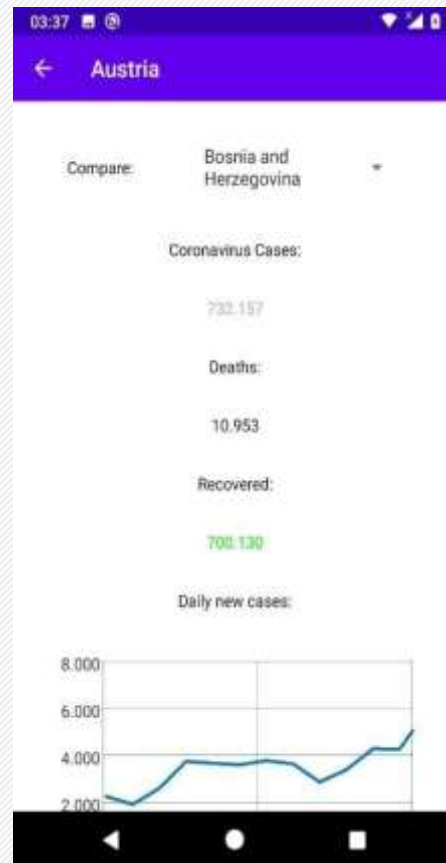 03:37
Austria
Compare:
Bosnia and
Herzegovina
Coronavirus Cases:
732.157
Deaths:
10.953
Recovered:
700.130
Daily new cases:
8.000
6.000
4.000
2.000